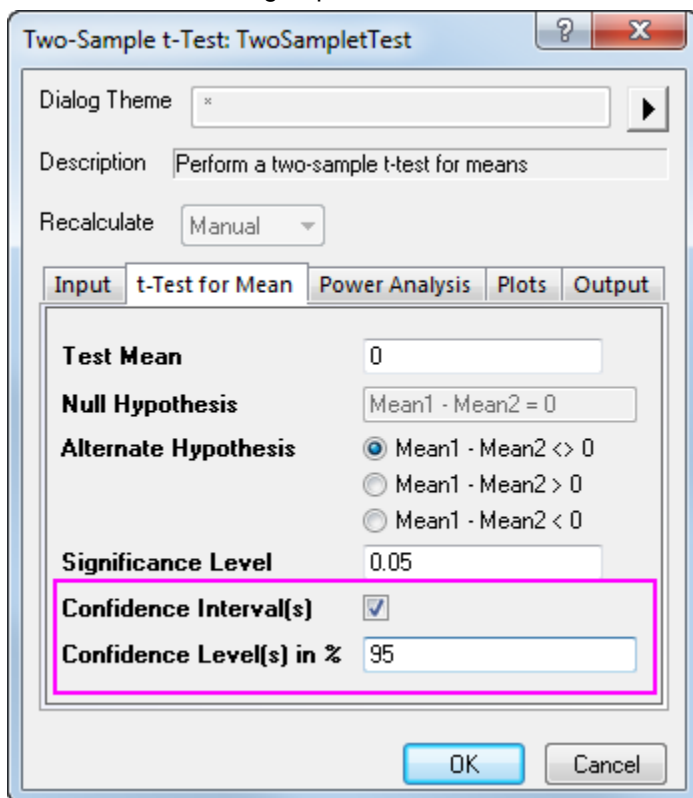 Two-Sample t-Test: TwoSampletTest
Dialog Theme *
Description Perform a two-sample t-test for means
Recalculate Manual
Input t-Test for Mean Power Analysis Plots Output
Test Mean 0
Null Hypothesis Mean1 - Mean2 = 0
Alternate Hypothesis Mean1 - Mean2 <> 0
Mean1 - Mean2 > 0
Mean1 - Mean2 < 0
Significance Level 0.05
Confidence Interval(s)
Confidence Level(s) in % 95
OK Cancel